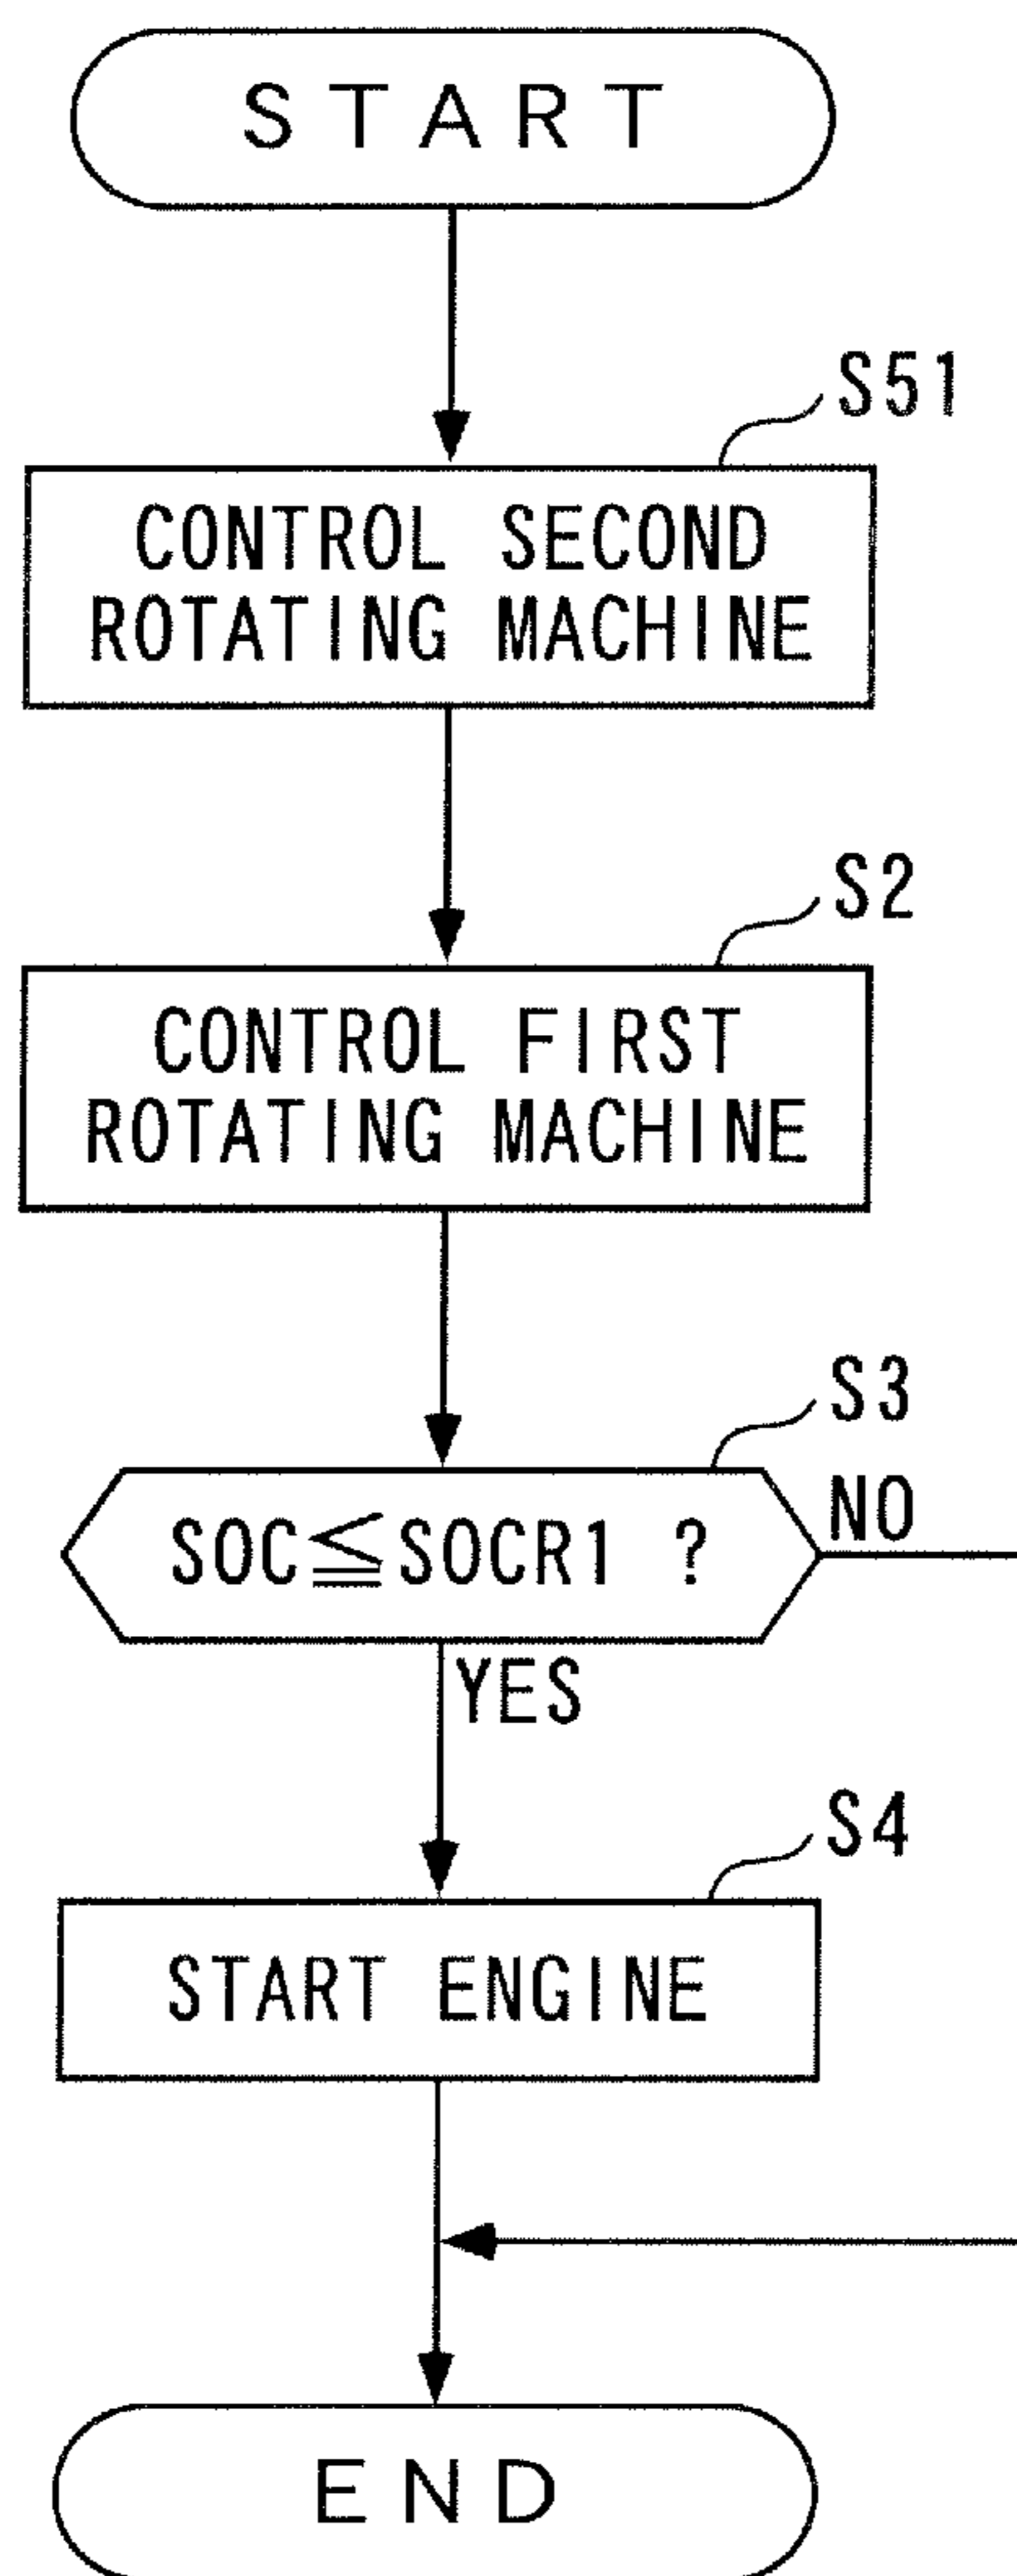 START
S51
CONTROL SECOND
ROTATING MACHINE
S2
CONTROL FIRST
ROTATING MACHINE
S3
SOC≦SOCR1 ?
NO
YES
S4
START ENGINE
END